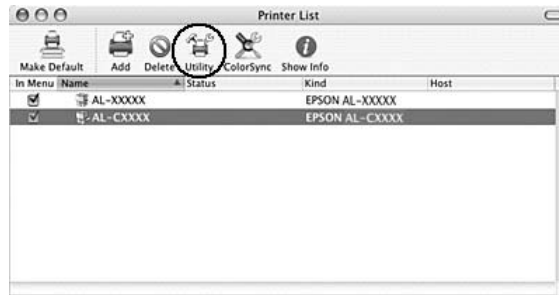 Printer List
Make Default Add Delete Utility ColorSync Show Info
In Menu Name Status Kind Host
AL-XXXXX EPSON AL-XXXXX
AL-CXXXX EPSON AL-CXXXX